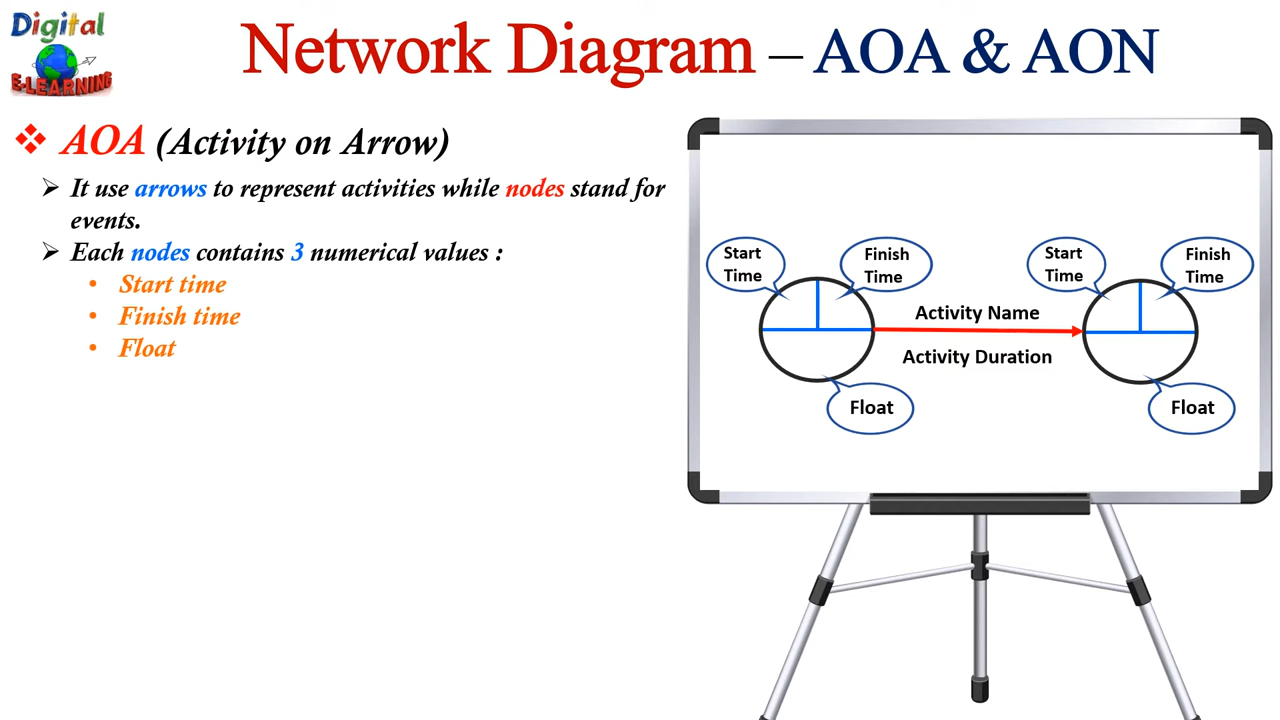 Digital
E-LEARNING
Network Diagram – AOA & AON
❖ AOA (Activity on Arrow)
➢ It use arrows to represent activities while nodes stand for
events.
➢ Each nodes contains 3 numerical values :
• Start time
• Finish time
• Float
Start
Time
Finish
Time
Activity Name
Activity Duration
Float
Start
Time
Finish
Time
Float